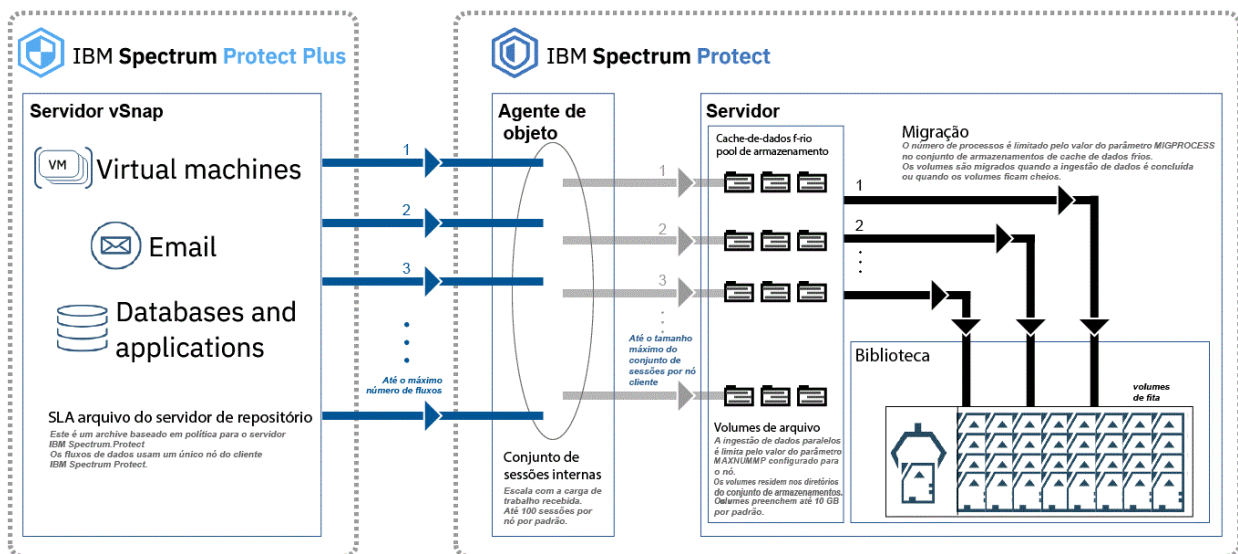 IBM Spectrum Protect Plus
Servidor vSnap
VM
Virtual machines
Email
Databases and
applications
SLA arquivo do servidor de repositório
Este é um archive baseado em política para o servidor
IBM Spectrum Protect
Os fluxos de dados usam um único nó do cliente
IBM Spectrum Protect.
1
2
3
Até o máximo
número de fluxos
IBM Spectrum Protect
Agente de
objeto
Conjunto de
sessões internas
Escala com a carga de
trabalho recebida.
Até 100 sessões por
nó por padrão.
1
2
3
Até o tamanho
máximo do
conjunto de
sessões por nó
cliente
Servidor
Cache-de-dados f-rio
pool de armazenamento
Volumes de arquivo
A ingestão de dados paralelos
é limita pelo valor do parâmetro
MAXNUMMP configurado para
o nó.
Os volumes residem nos diretórios
do conjunto de armazenamentos.
Olumes preenchem até 10 GB
por padrão.
Migração
O número de processos é limitado pelo valor do parâmetro MIGPROCESS
no conjunto de armazenamentos de cache de dados frios.
Os volumes são migrados quando a ingestão de dados é concluída
ou quando os volumes ficam cheios.
1
2
Biblioteca
volumes
de fita